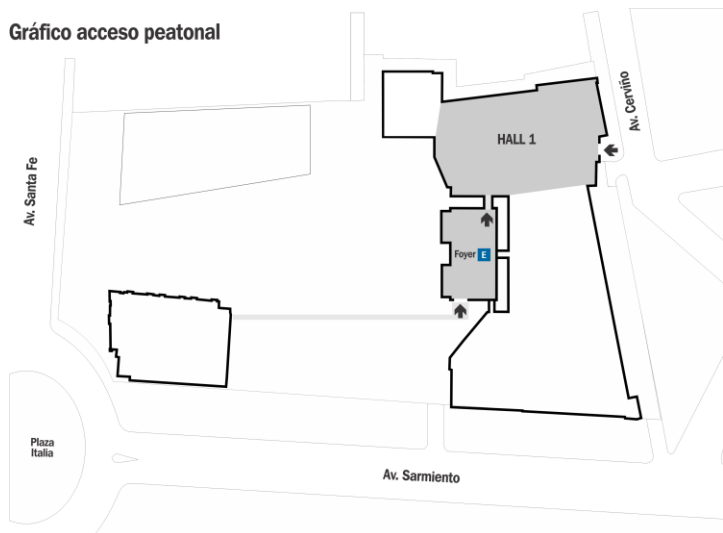 Gráfico acceso peatonal
Av. Cerviño
HALL 1
Av. Santa Fe
Foyer E
Plaza
Italia
Av. Sarmiento